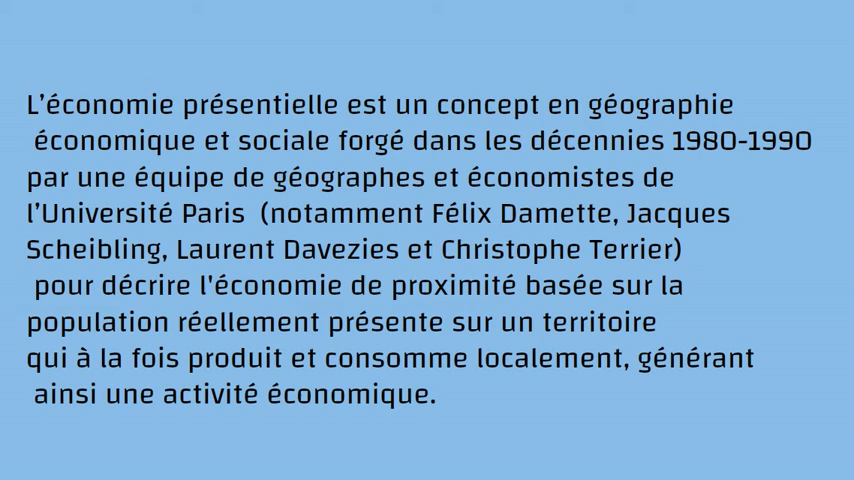 L’économie présentielle est un concept en géographie
économique et sociale forgé dans les décennies 1980-1990
par une équipe de géographes et économistes de
l’Université Paris (notamment Félix Damette, Jacques
Scheibling, Laurent Davezies et Christophe Terrier)
pour décrire l'économie de proximité basée sur la
population réellement présente sur un territoire
qui à la fois produit et consomme localement, générant
ainsi une activité économique.